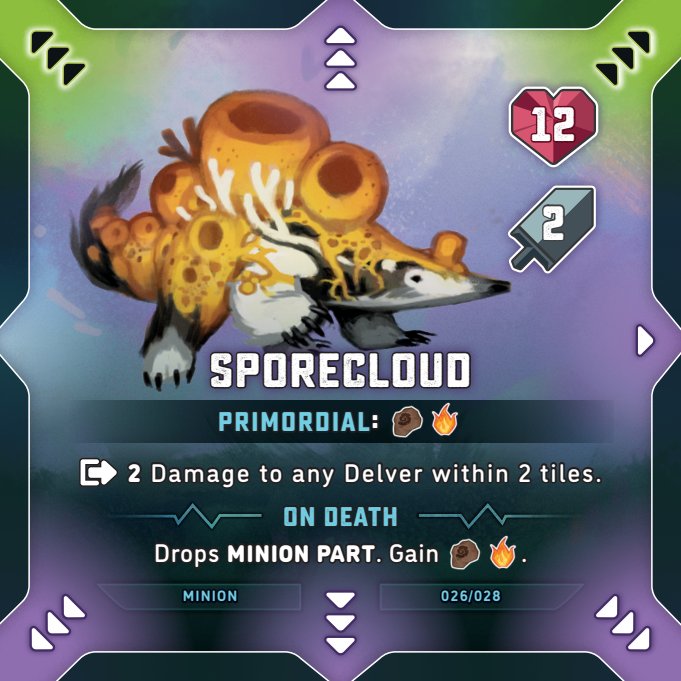 12
2
SPORECLOUD
PRIMORDIAL:
2 Damage to any Delver within 2 tiles.
ON DEATH
Drops MINION PART. Gain .
MINION
026/028